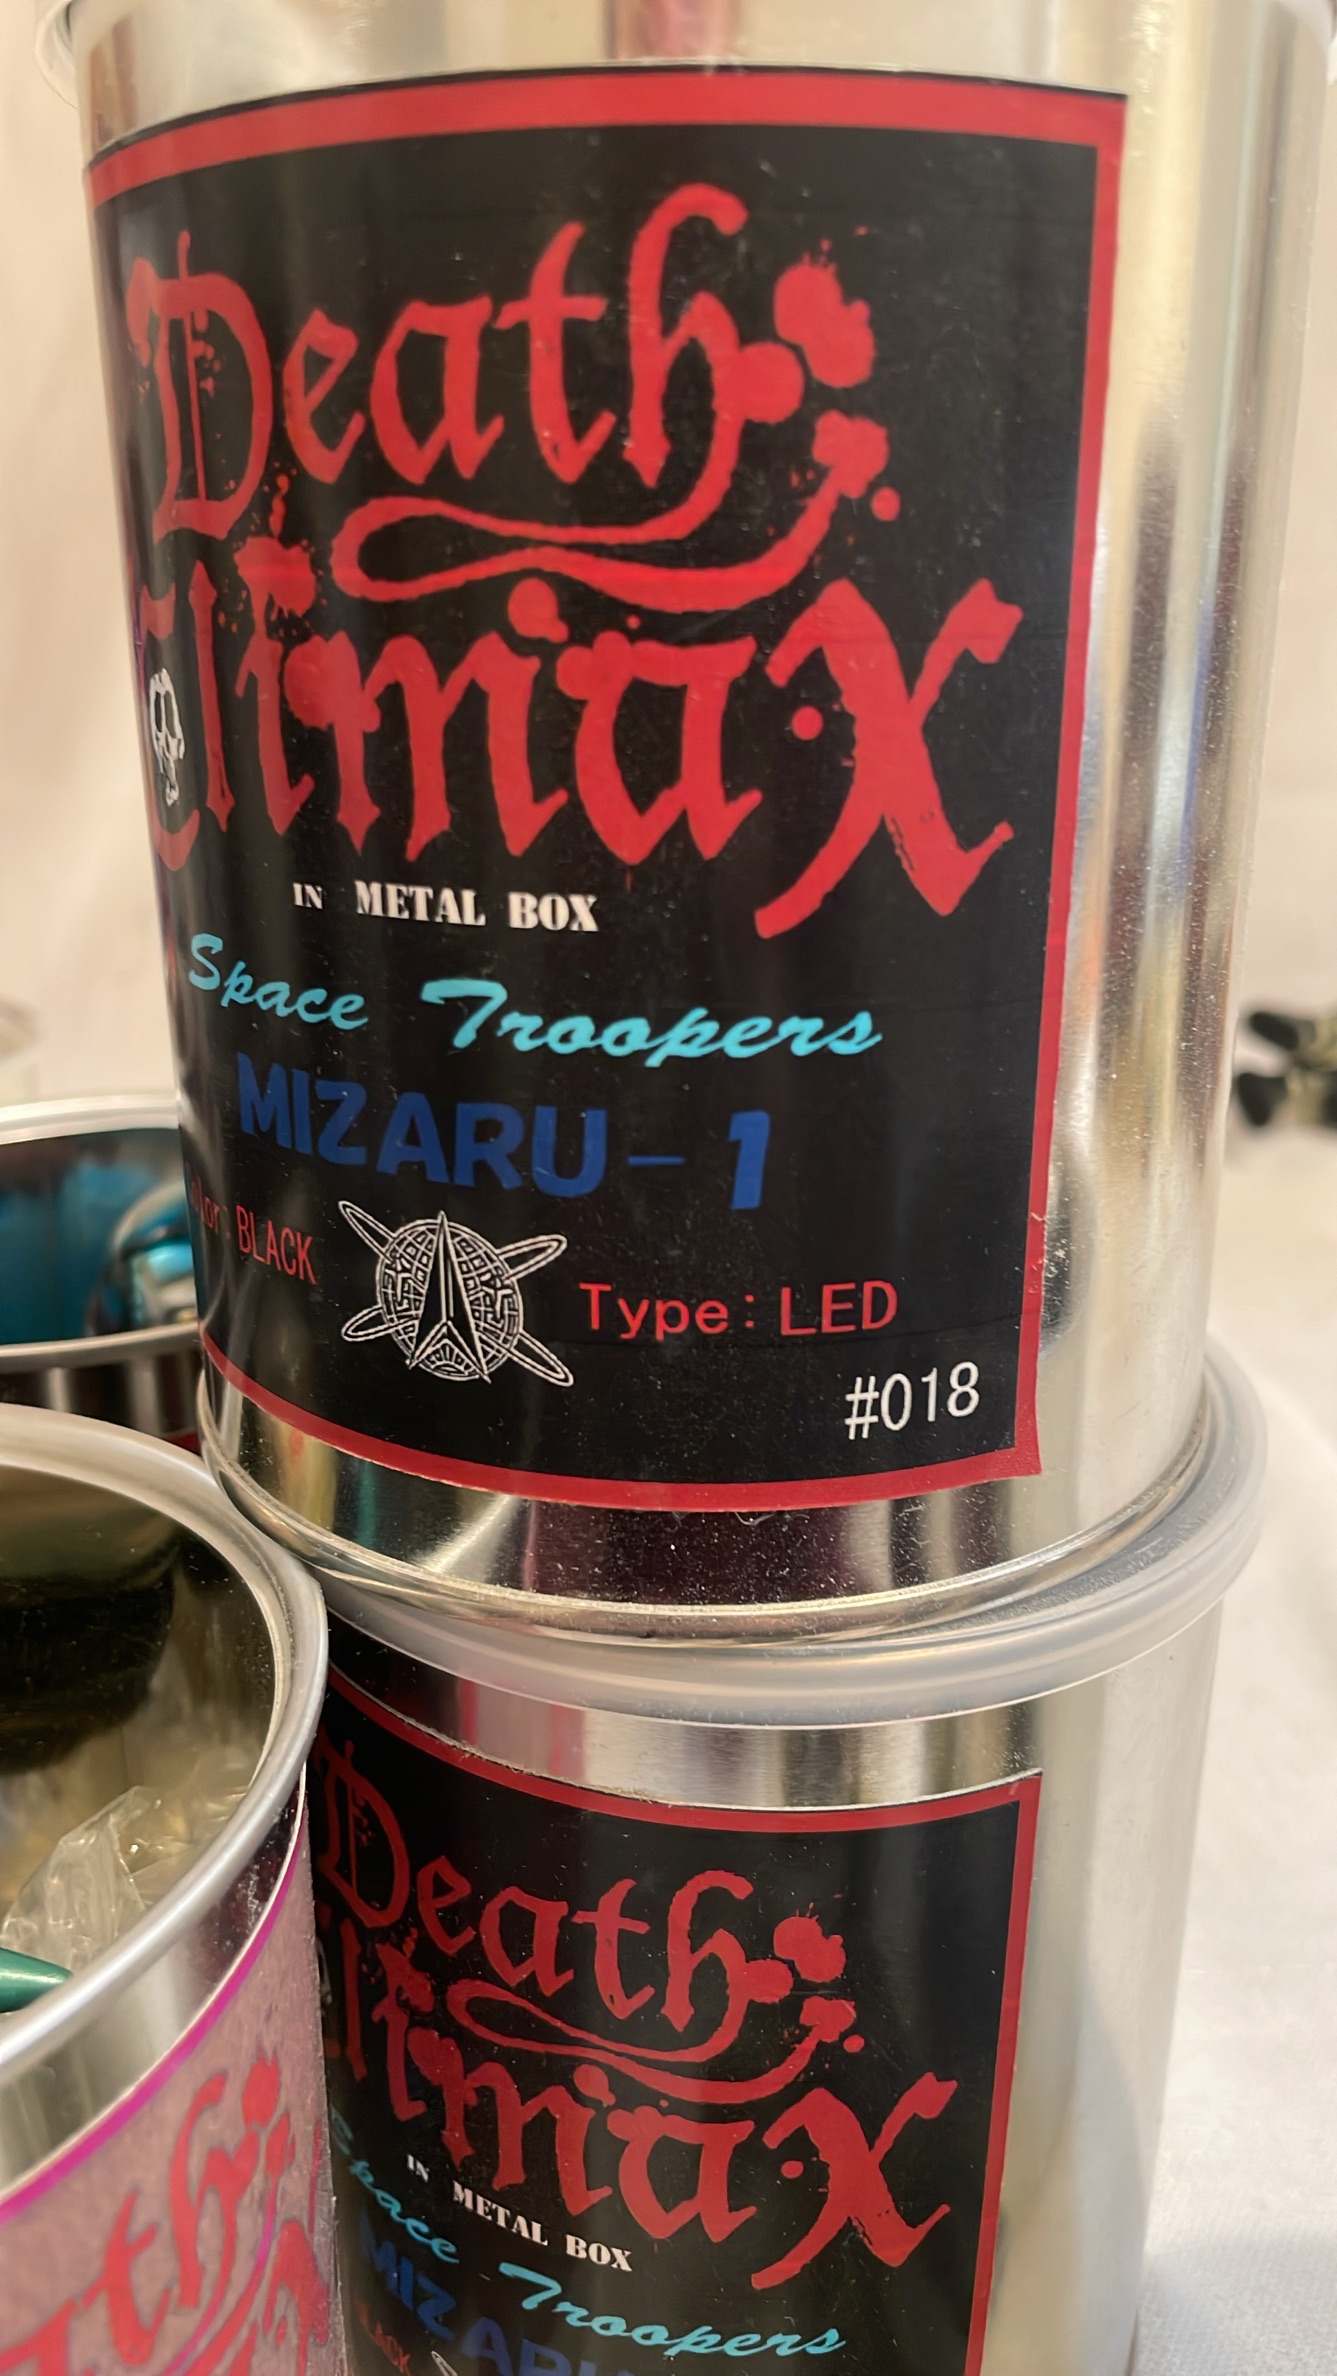 Death
Climax
IN METAL BOX
Space Troopers
MIZARU-1
Color: BLACK
Type: LED
#018
Death
Climax
IN METAL BOX
Space Troopers